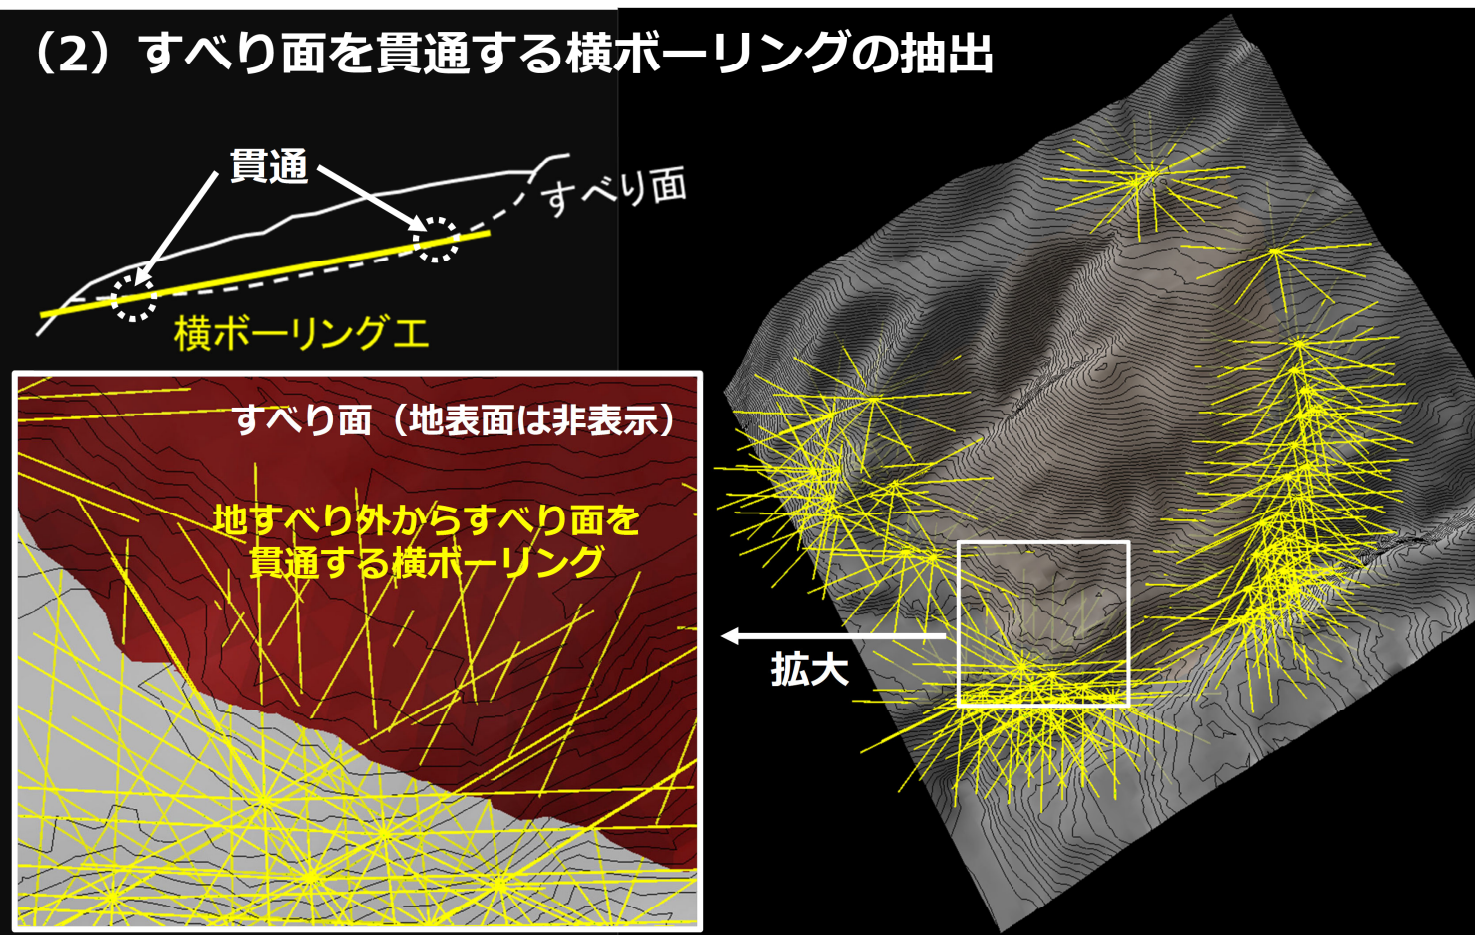 （2）すべり面を貫通する横ボーリングの抽出
貫通
すべり面
横ボーリング工
すべり面（地表面は非表示）
地すべり外からすべり面を
貫通する横ボーリング
拡大